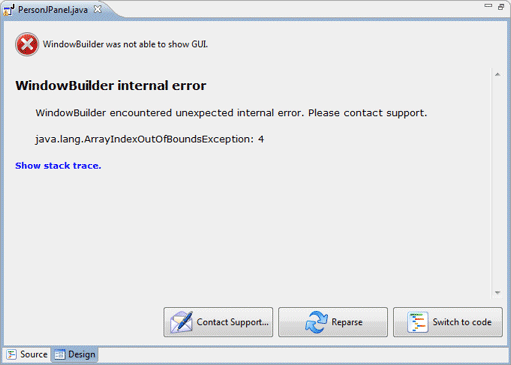 PersonJPanel.java
WindowBuilder was not able to show GUI.
WindowBuilder internal error
WindowBuilder encountered unexpected internal error. Please contact support.
java.lang.ArrayIndexOutOfBoundsException: 4
Show stack trace.
Contact Support... Reparse Switch to code
Source Design